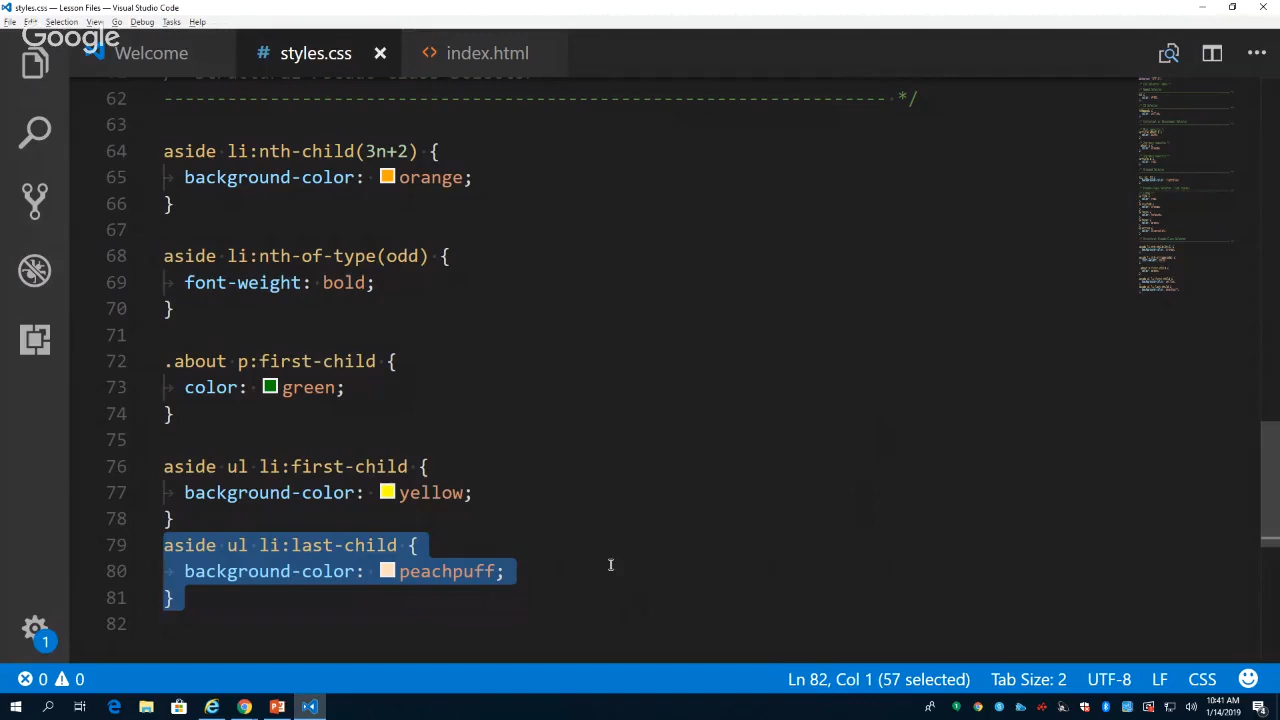 styles.css — Lesson Files — Visual Studio Code
File Edit Selection View Go Debug Tasks Help
Google
Welcome
# styles.css
<> index.html
62 ------------------------------------------------------------------- */
63
64 aside li:nth-child(3n+2) {
65 background-color: orange;
66 }
67
68 aside li:nth-of-type(odd) {
69 font-weight: bold;
70 }
71
72 .about p:first-child {
73 color: green;
74 }
75
76 aside ul li:first-child {
77 background-color: yellow;
78 }
79 aside ul li:last-child {
80 background-color: peachpuff;
81 }
82
1
0 0
Ln 82, Col 1 (57 selected)
Tab Size: 2
UTF-8
LF
CSS
10:41 AM
1/14/2019
4